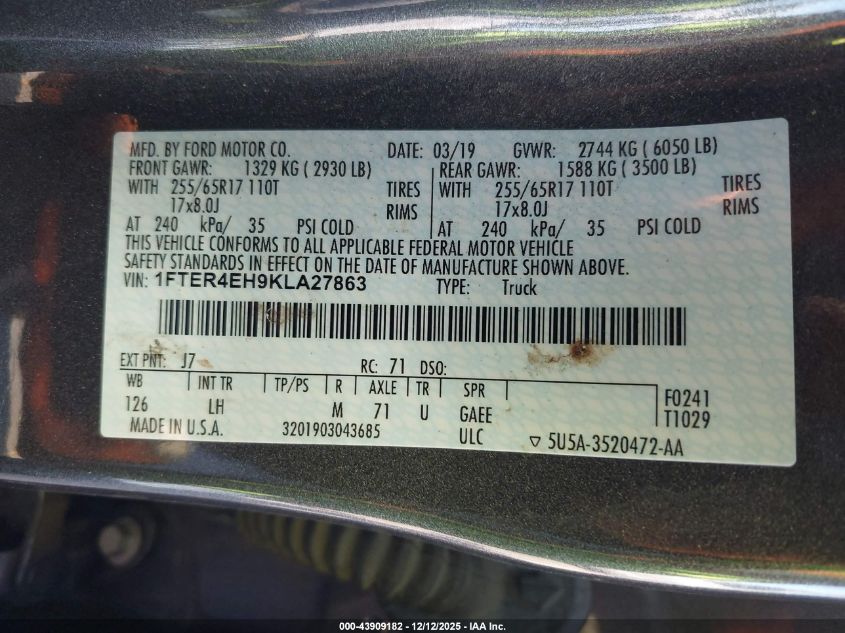 MFD. BY FORD MOTOR CO. DATE: 03/19 GVWR: 2744 KG ( 6050 LB)
FRONT GAWR: 1329 KG ( 2930 LB) REAR GAWR: 1588 KG ( 3500 LB)
WITH 255/65R17 110T TIRES WITH 255/65R17 110T TIRES
17x8.0J RIMS 17x8.0J RIMS
AT 240 kPa/ 35 PSI COLD AT 240 kPa/ 35 PSI COLD
THIS VEHICLE CONFORMS TO ALL APPLICABLE FEDERAL MOTOR VEHICLE
SAFETY STANDARDS IN EFFECT ON THE DATE OF MANUFACTURE SHOWN ABOVE.
VIN: 1FTER4EH9KLA27863 TYPE: Truck
EXT PNT: J7 RC: 71 DSO:
WB INT TR TP/PS R AXLE TR SPR F0241
126 LH M 71 U GAEE T1029
MADE IN U.S.A. 3201903043685 ULC ▽ 5U5A-3520472-AA
000-43909182 - 12/12/2025 - IAA Inc.